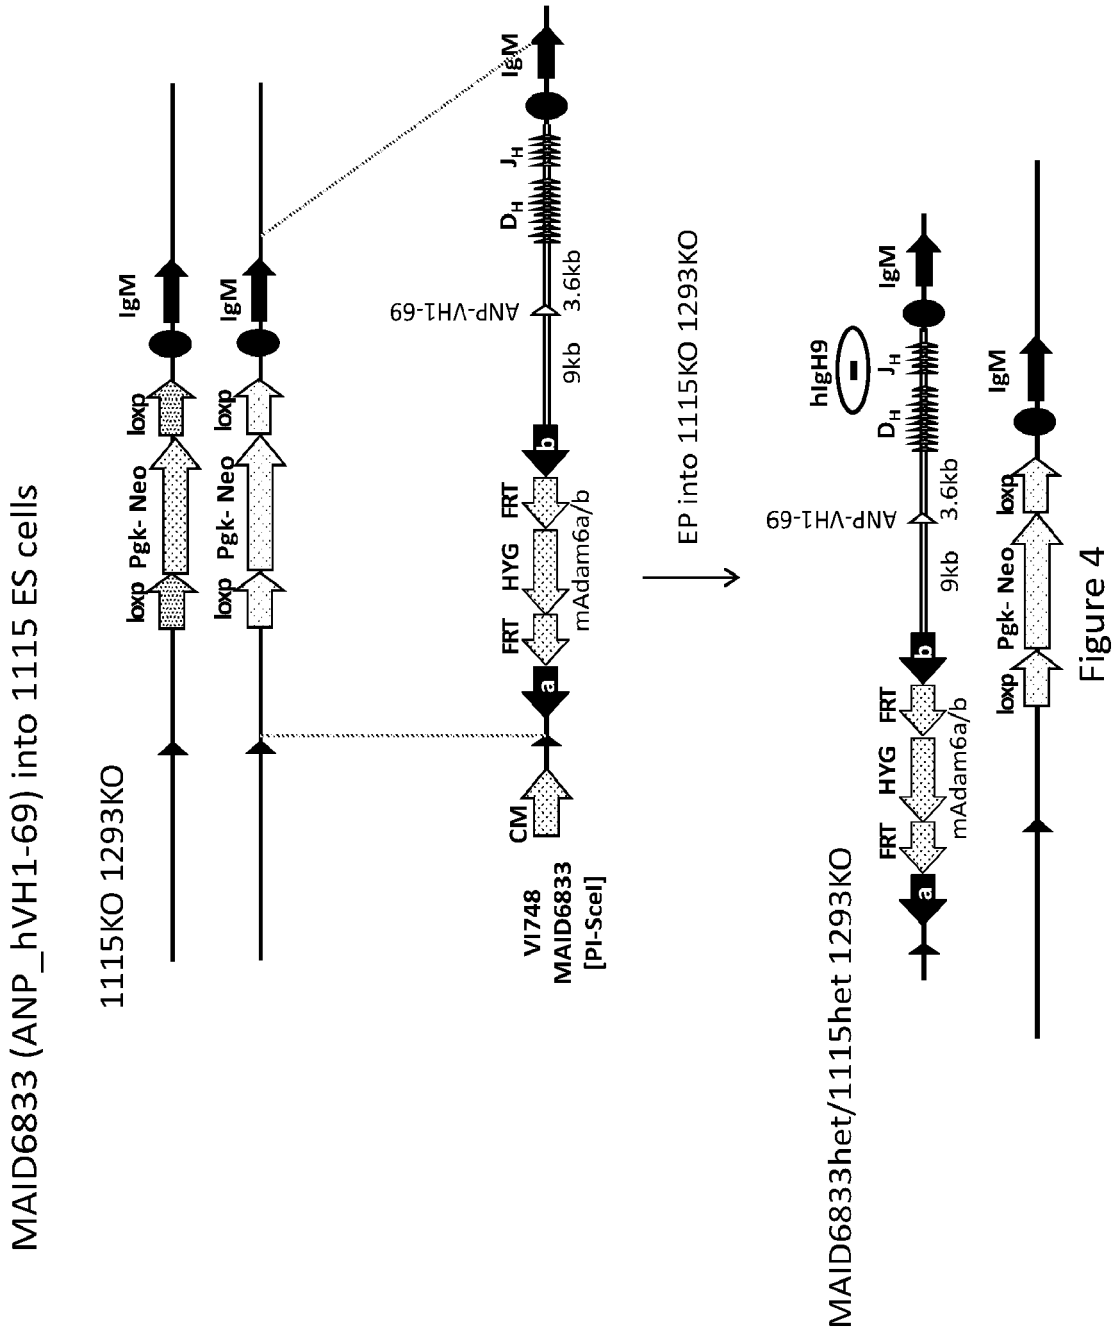 MAID6833 (ANP_hVH1-69) into 1115 ES cells
1115KO 1293KO
loxp Pgk- Neo loxp IgM
loxp Pgk- Neo loxp IgM
VI748
MAID6833
[PI-SceI]
CM a FRT HYG FRT b
mAdam6a/b
9kb
ANP-VH1-69
3.6kb
DH JH IgM
EP into 1115KO 1293KO
MAID6833het/1115het 1293KO
a FRT HYG FRT b
mAdam6a/b
9kb
ANP-VH1-69
3.6kb
DH JH IgM
hIgH9
-
loxp Pgk- Neo loxp IgM
Figure 4